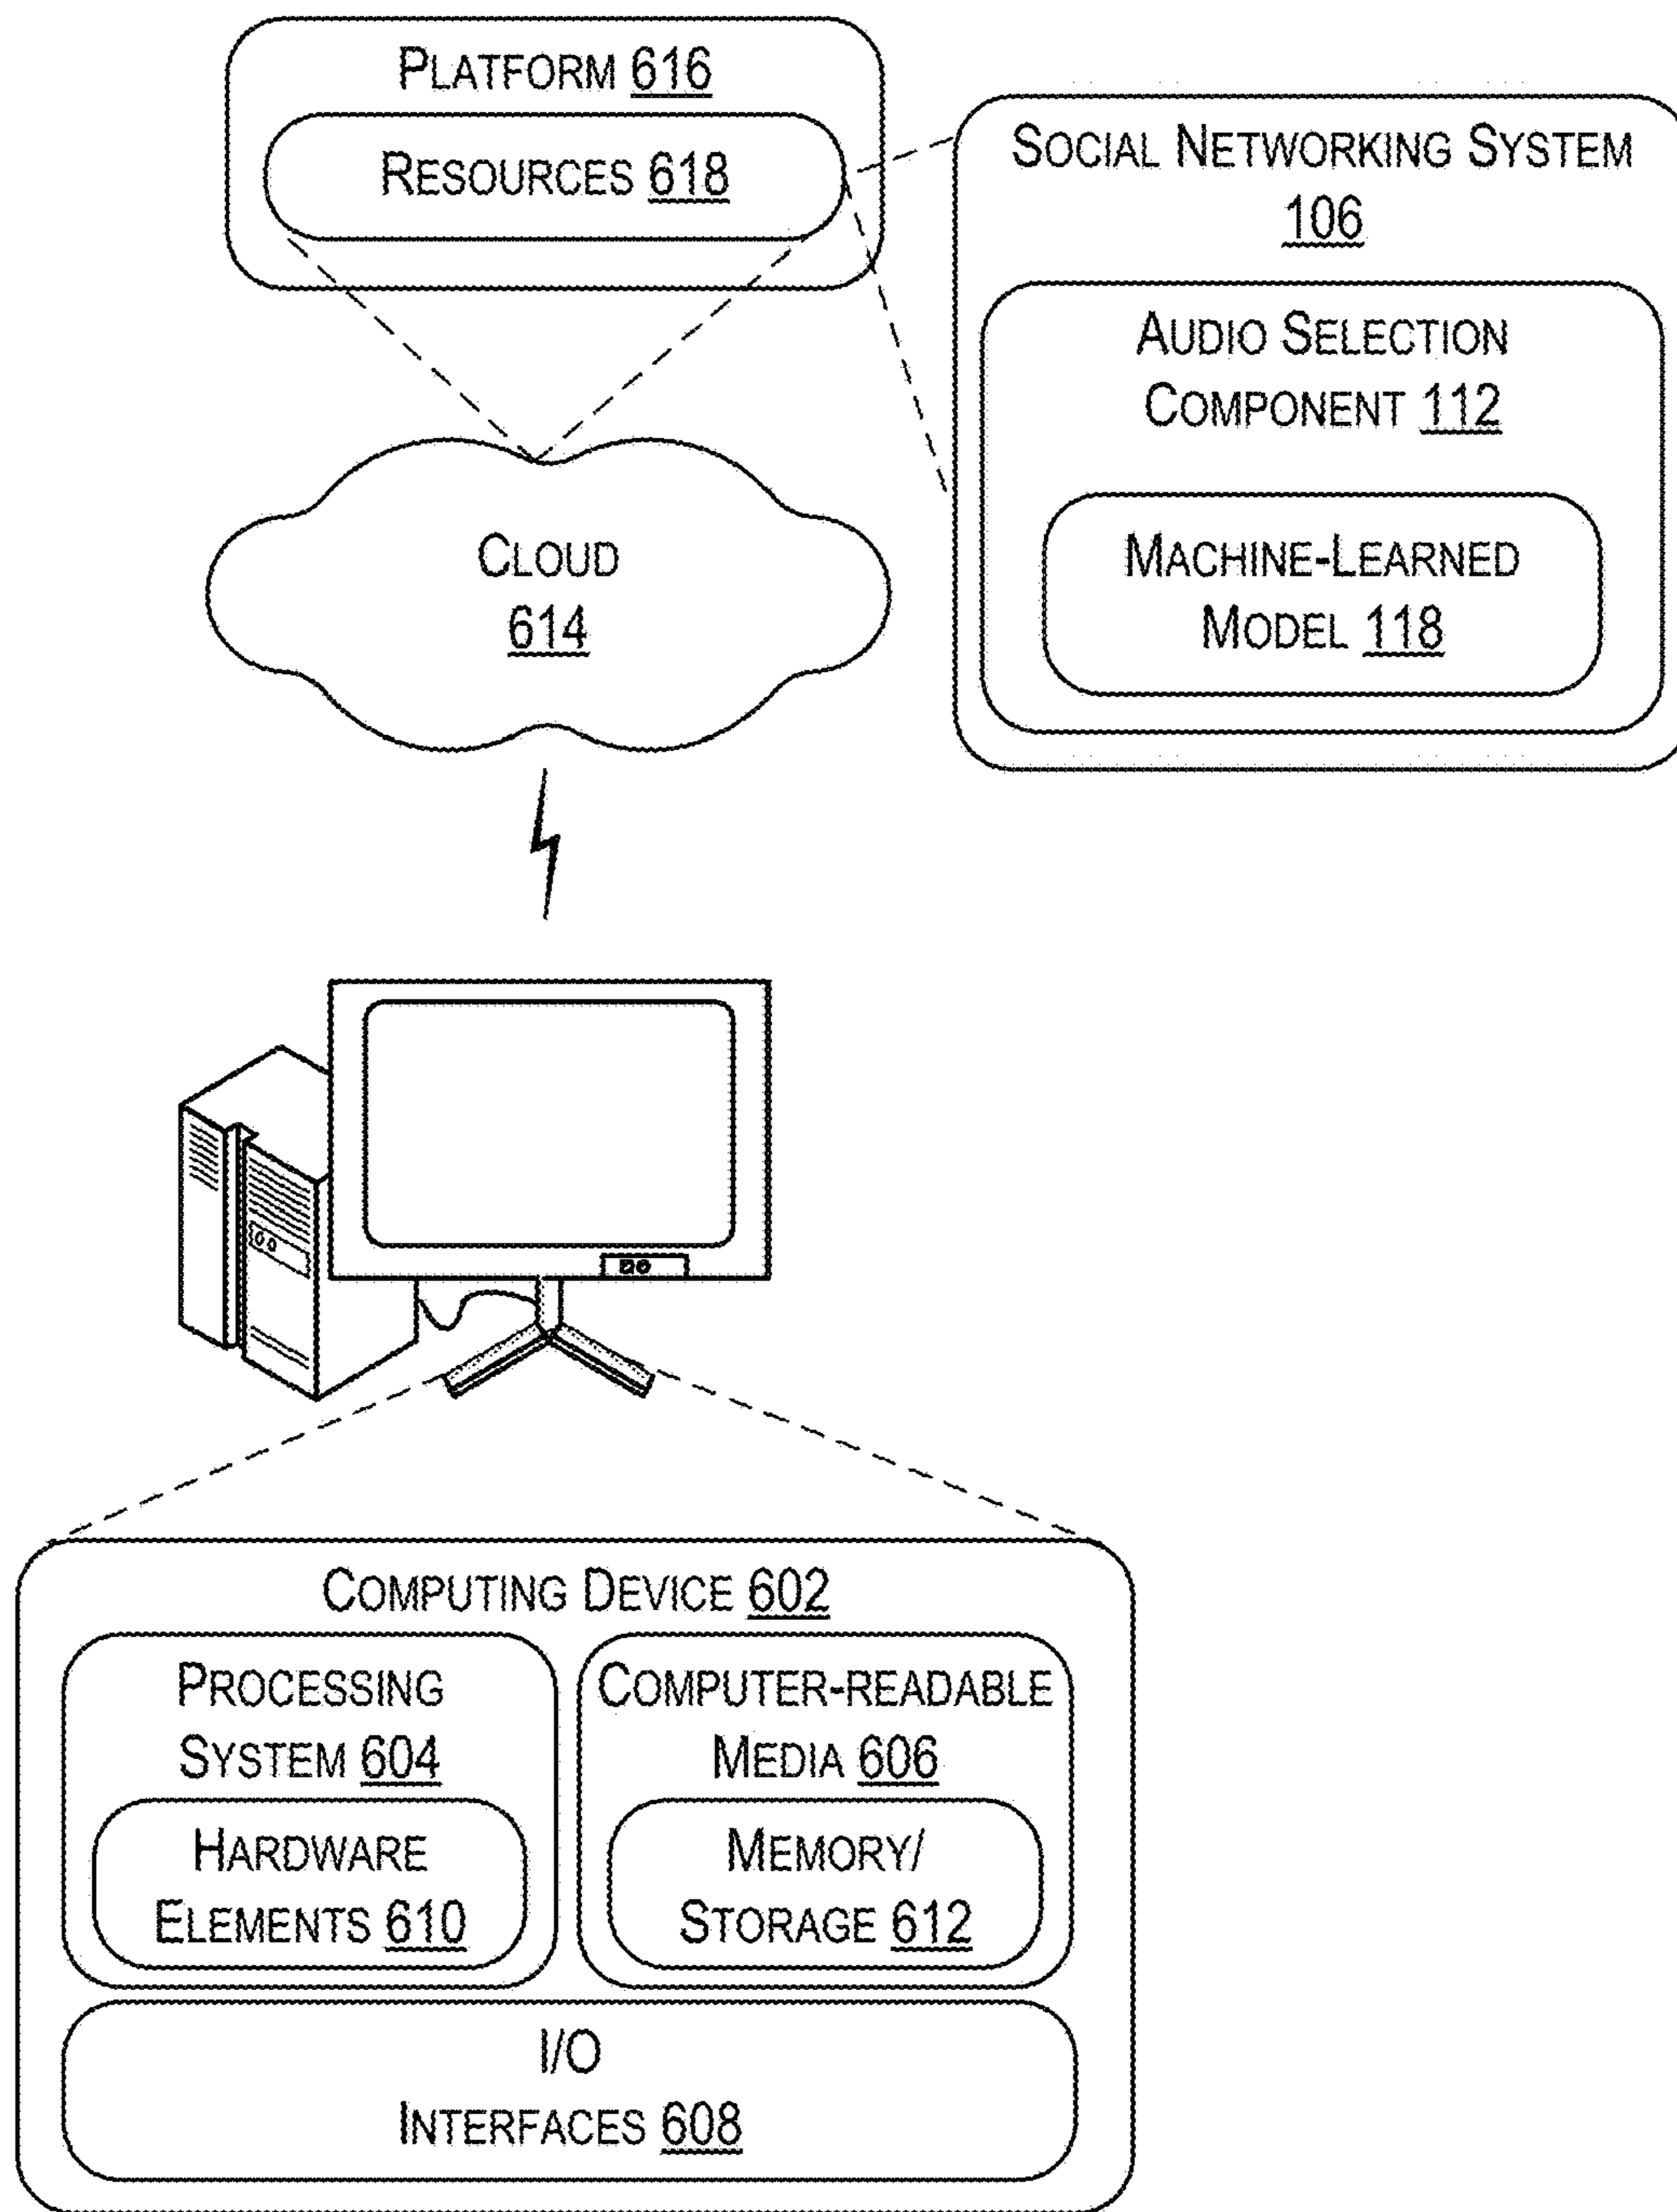 PLATFORM 616
RESOURCES 618
SOCIAL NETWORKING SYSTEM
106
AUDIO SELECTION
COMPONENT 112
MACHINE-LEARNED
MODEL 118
CLOUD
614
COMPUTING DEVICE 602
PROCESSING
SYSTEM 604
HARDWARE
ELEMENTS 610
COMPUTER-READABLE
MEDIA 606
MEMORY/
STORAGE 612
I/O
INTERFACES 608